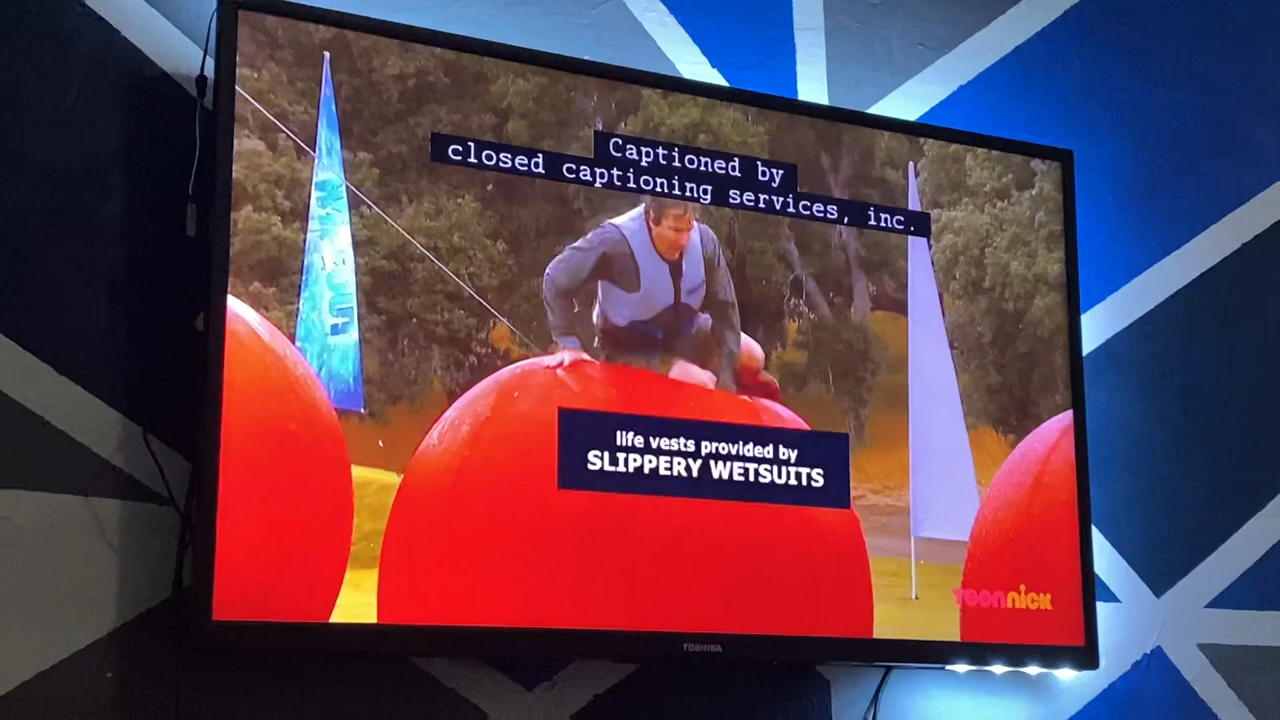 Captioned by
closed captioning services, inc.
life vests provided by
SLIPPERY WETSUITS
TEENNICK
TOSHIBA